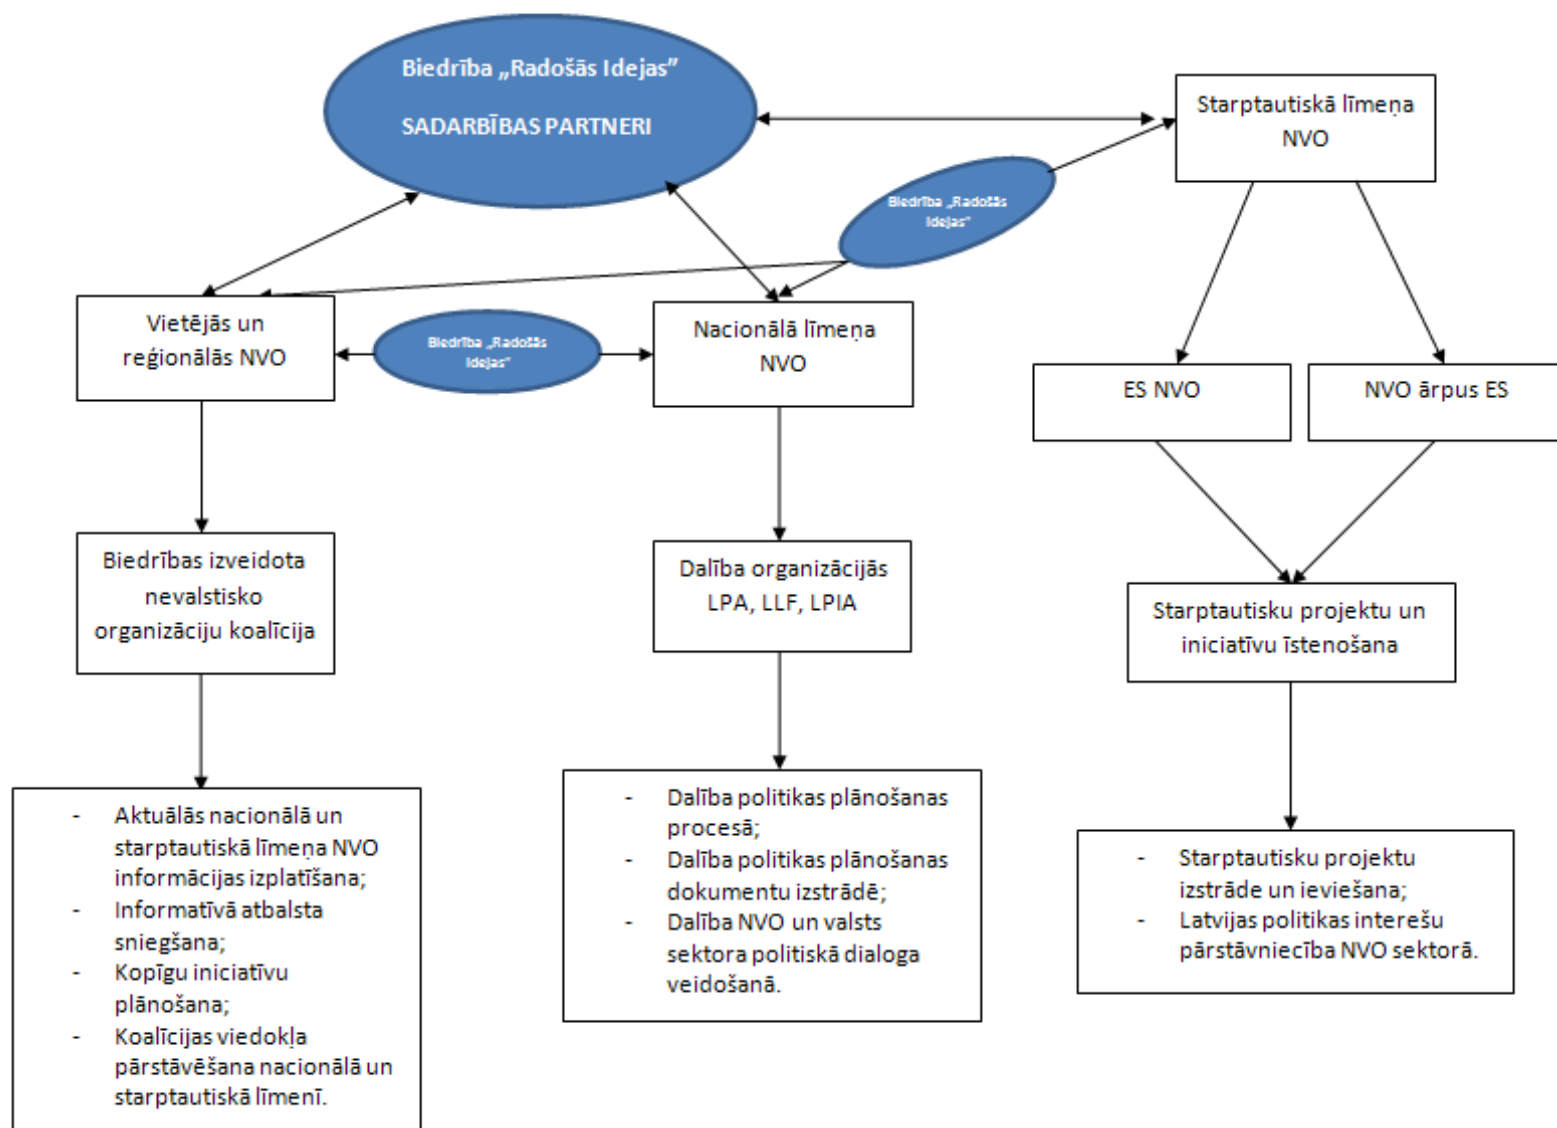 Biedrība „Radošās Idejas”
SADARBĪBAS PARTNERI
Starptautiskā līmeņa
NVO
Biedrība „Radošās
Idejas”
Vietējās un
reģionālās NVO
Biedrība „Radošās
Idejas”
Nacionālā līmeņa
NVO
ES NVO
NVO ārpus ES
Biedrības izveidota
nevalstisko
organizāciju koalīcija
Dalība organizācijās
LPA, LLF, LPIA
Starptautisku projektu un
iniciatīvu īstenošana
- Aktuālās nacionālā un
starptautiskā līmeņa NVO
informācijas izplatīšana;
- Informatīvā atbalsta
sniegšana;
- Kopīgu iniciatīvu
plānošana;
- Koalīcijas viedokļa
pārstāvēšana nacionālā un
starptautiskā līmenī.
- Dalība politikas plānošanas
procesā;
- Dalība politikas plānošanas
dokumentu izstrādē;
- Dalība NVO un valsts
sektora politiskā dialoga
veidošanā.
- Starptautisku projektu
izstrāde un ieviešana;
- Latvijas politikas interešu
pārstāvniecība NVO sektorā.